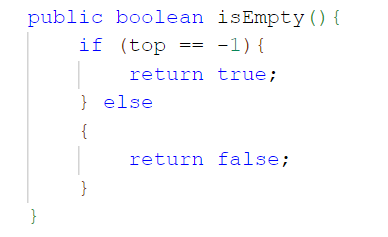 public boolean isEmpty(){
    if (top == -1){
        return true;
    } else
    {
        return false;
    }
}